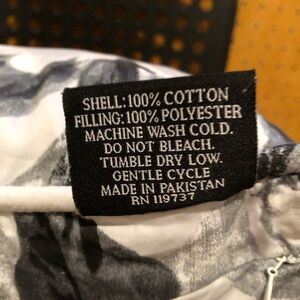 SHELL: 100% COTTON
FILLING: 100% POLYESTER
MACHINE WASH COLD.
DO NOT BLEACH.
TUMBLE DRY LOW.
GENTLE CYCLE
MADE IN PAKISTAN
RN 119737